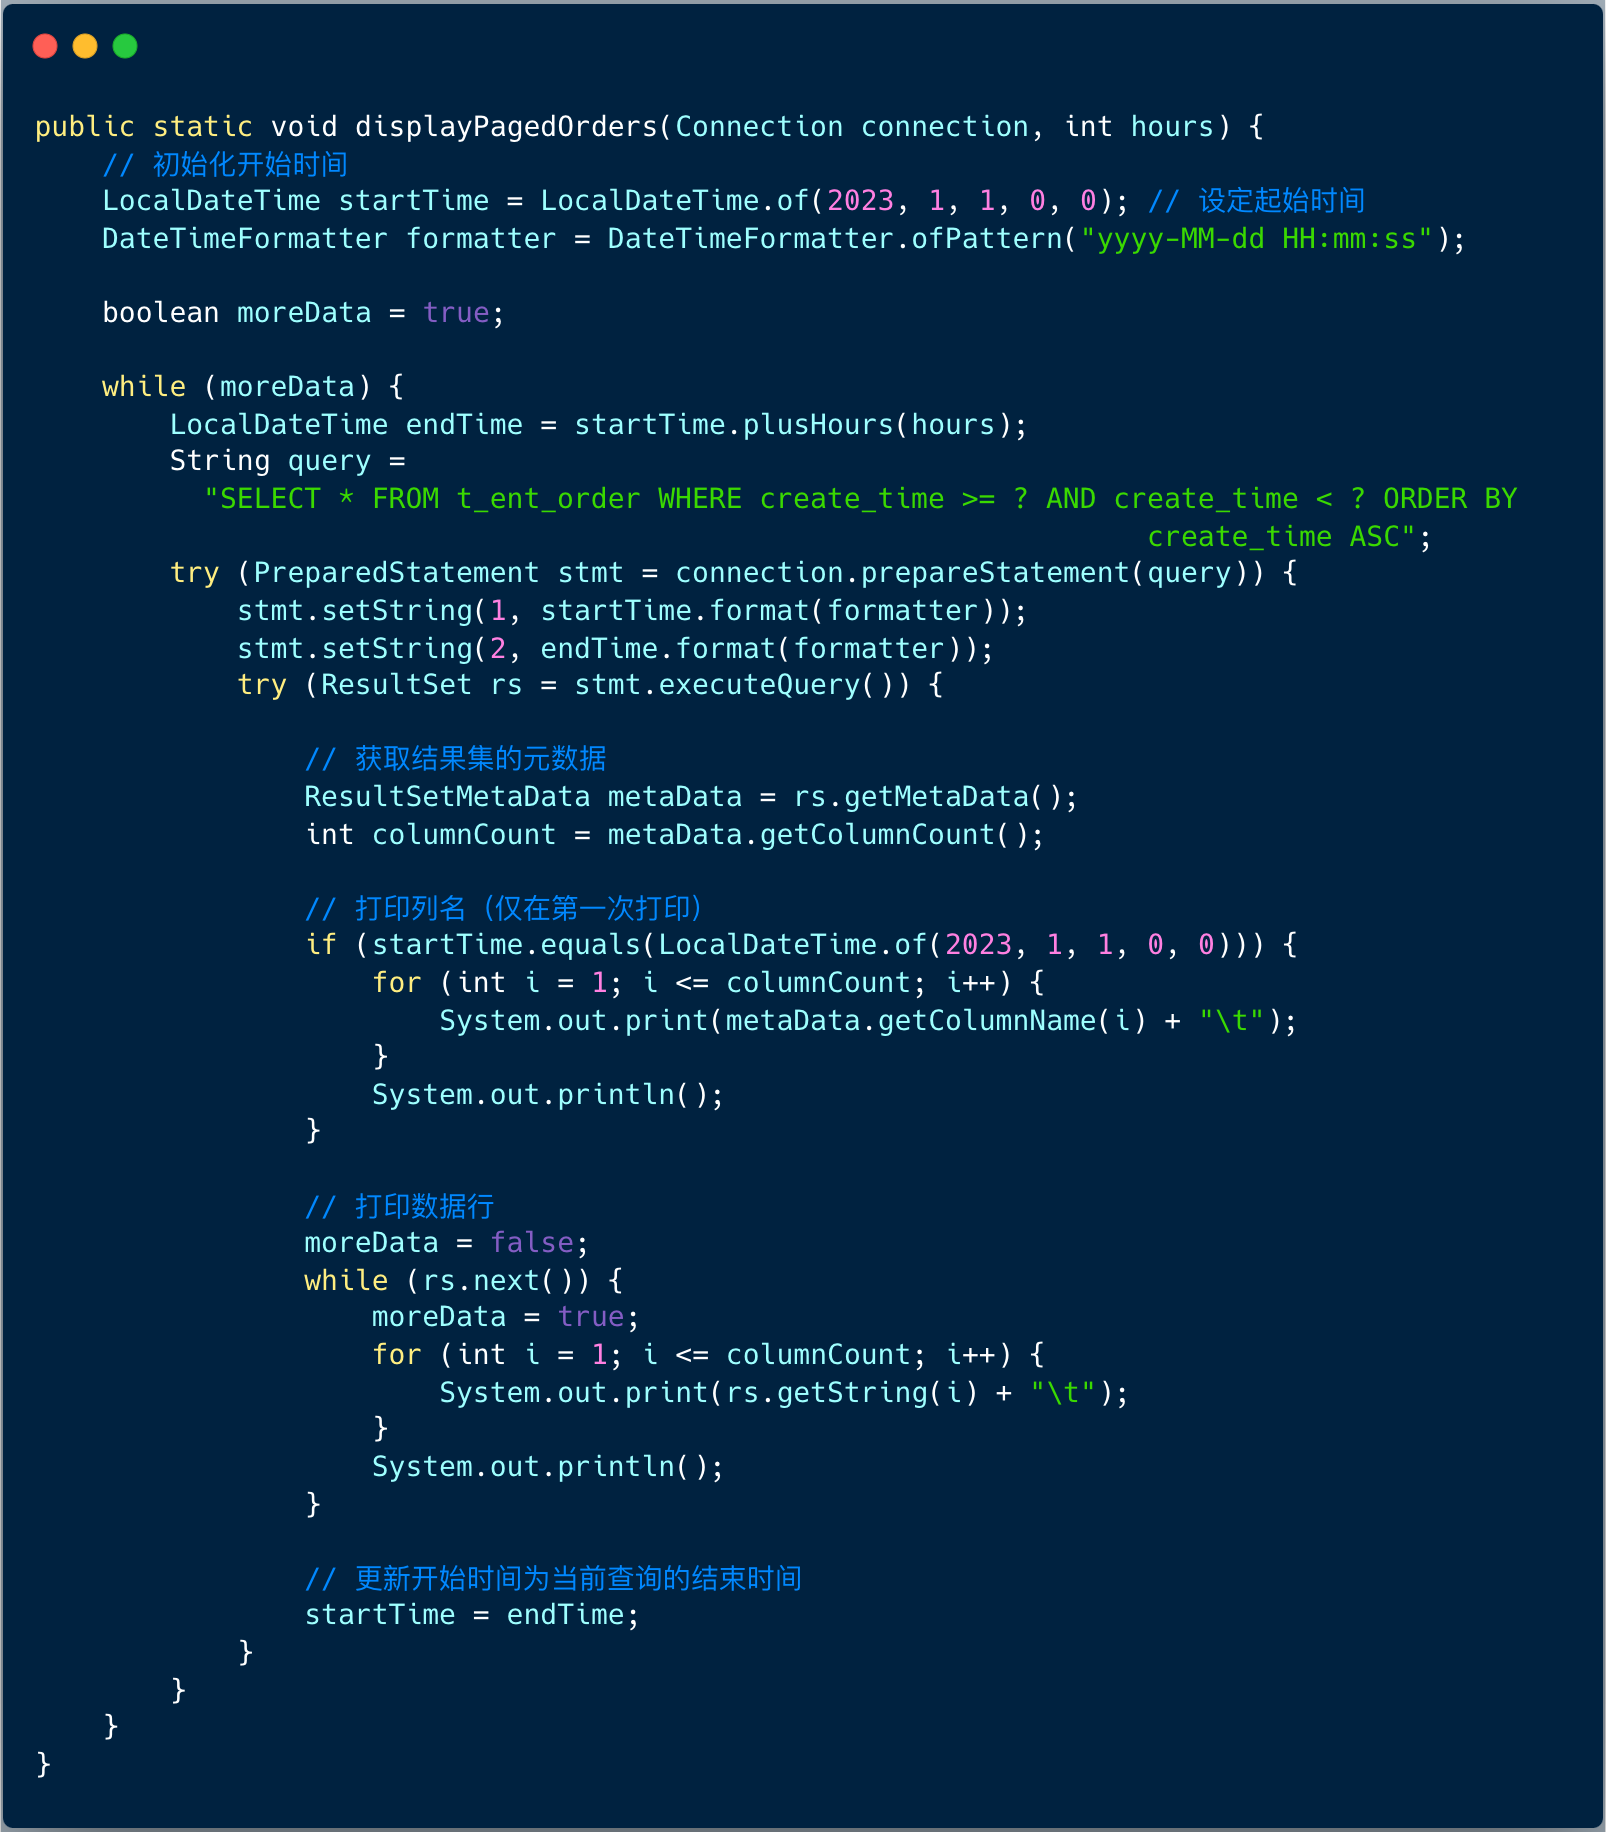 public static void displayPagedOrders(Connection connection, int hours) {
    // 初始化开始时间
    LocalDateTime startTime = LocalDateTime.of(2023, 1, 1, 0, 0); // 设定起始时间
    DateTimeFormatter formatter = DateTimeFormatter.ofPattern("yyyy-MM-dd HH:mm:ss");

    boolean moreData = true;

    while (moreData) {
        LocalDateTime endTime = startTime.plusHours(hours);
        String query =
          "SELECT * FROM t_ent_order WHERE create_time >= ? AND create_time < ? ORDER BY
                                                                  create_time ASC";
        try (PreparedStatement stmt = connection.prepareStatement(query)) {
            stmt.setString(1, startTime.format(formatter));
            stmt.setString(2, endTime.format(formatter));
            try (ResultSet rs = stmt.executeQuery()) {

                // 获取结果集的元数据
                ResultSetMetaData metaData = rs.getMetaData();
                int columnCount = metaData.getColumnCount();

                // 打印列名（仅在第一次打印）
                if (startTime.equals(LocalDateTime.of(2023, 1, 1, 0, 0))) {
                    for (int i = 1; i <= columnCount; i++) {
                        System.out.print(metaData.getColumnName(i) + "\t");
                    }
                    System.out.println();
                }

                // 打印数据行
                moreData = false;
                while (rs.next()) {
                    moreData = true;
                    for (int i = 1; i <= columnCount; i++) {
                        System.out.print(rs.getString(i) + "\t");
                    }
                    System.out.println();
                }

                // 更新开始时间为当前查询的结束时间
                startTime = endTime;
            }
        }
    }
}